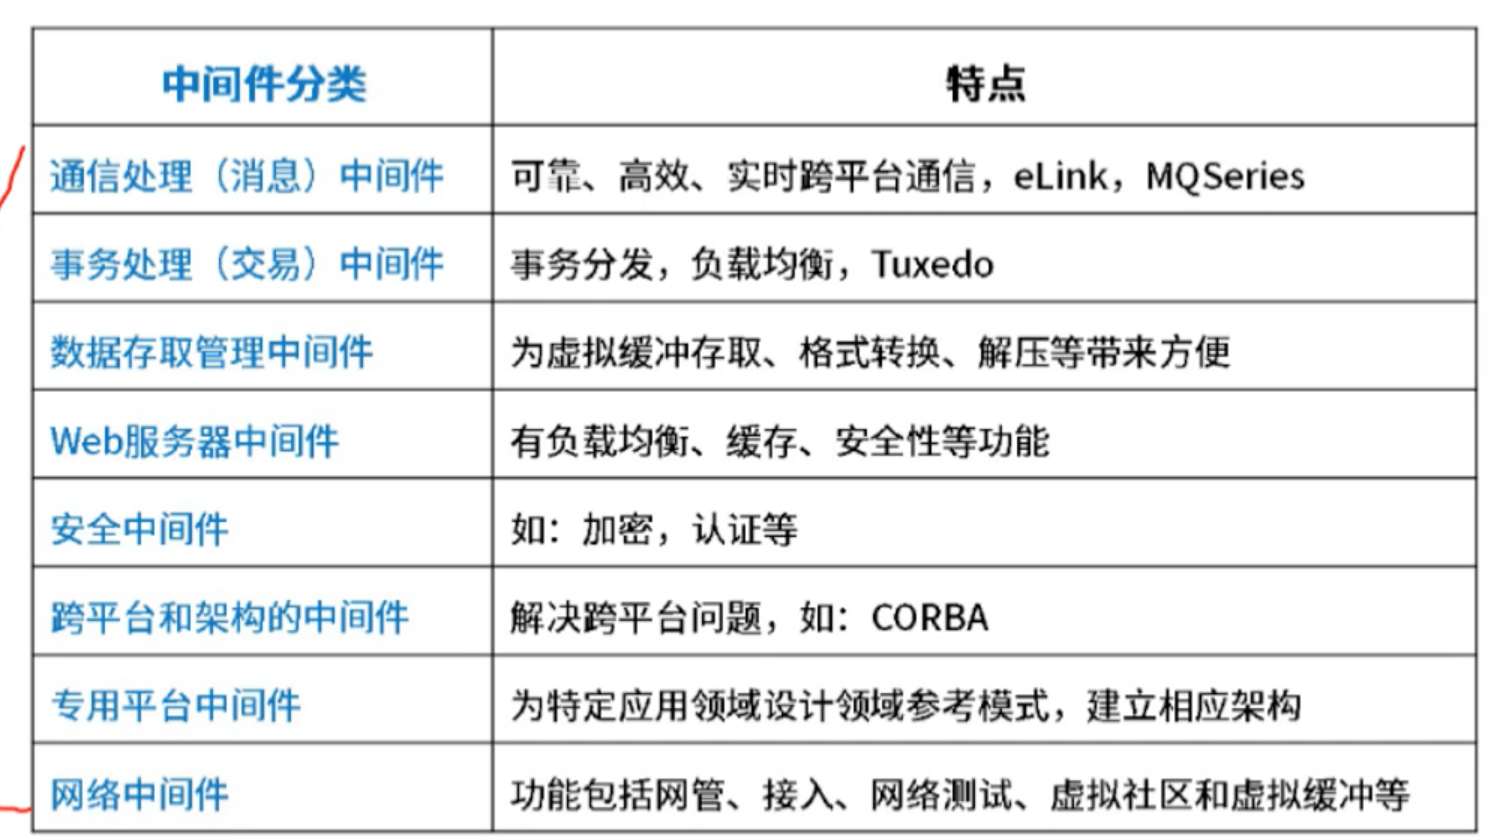 中间件分类 特点
通信处理（消息）中间件 可靠、高效、实时跨平台通信，eLink，MQSeries
事务处理（交易）中间件 事务分发，负载均衡，Tuxedo
数据存取管理中间件 为虚拟缓冲存取、格式转换、解压等带来方便
Web服务器中间件 有负载均衡、缓存、安全性等功能
安全中间件 如：加密，认证等
跨平台和架构的中间件 解决跨平台问题，如：CORBA
专用平台中间件 为特定应用领域设计领域参考模式，建立相应架构
网络中间件 功能包括网管、接入、网络测试、虚拟社区和虚拟缓冲等